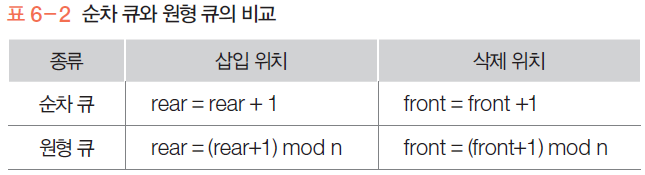 표 6-2 순차 큐와 원형 큐의 비교
종류 삽입 위치 삭제 위치
순차 큐 rear = rear + 1 front = front +1
원형 큐 rear = (rear+1) mod n front = (front+1) mod n